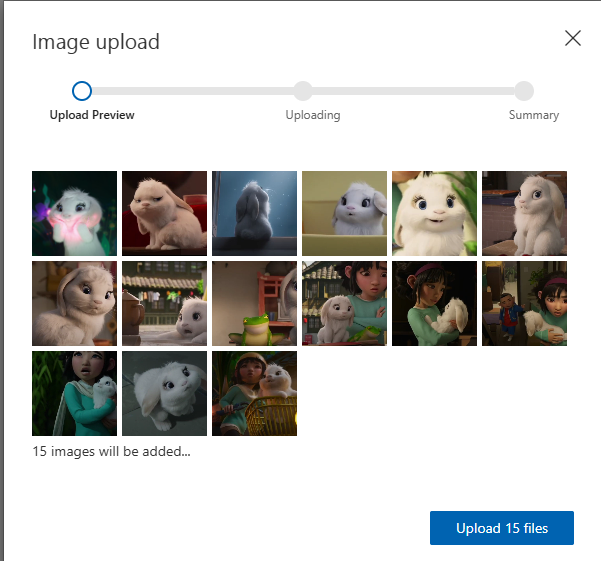 Image upload
Upload Preview
Uploading
Summary
15 images will be added...
Upload 15 files